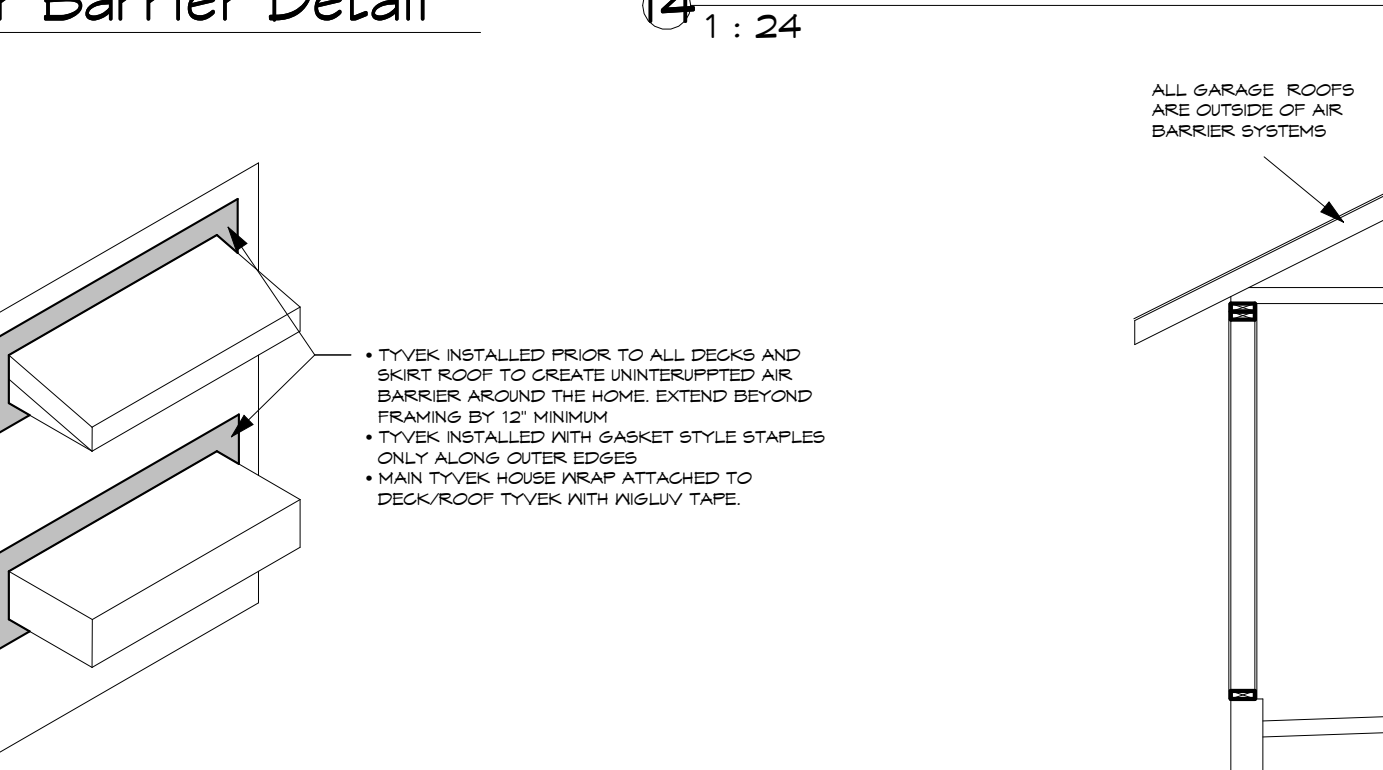 Barrier Detail
14
1 : 24
ALL GARAGE ROOFS
ARE OUTSIDE OF AIR
BARRIER SYSTEMS
• TYVEK INSTALLED PRIOR TO ALL DECKS AND
SKIRT ROOF TO CREATE UNINTERUPPTED AIR
BARRIER AROUND THE HOME. EXTEND BEYOND
FRAMING BY 12" MINIMUM
• TYVEK INSTALLED WITH GASKET STYLE STAPLES
ONLY ALONG OUTER EDGES
• MAIN TYVEK HOUSE WRAP ATTACHED TO
DECK/ROOF TYVEK WITH WIGLUV TAPE.